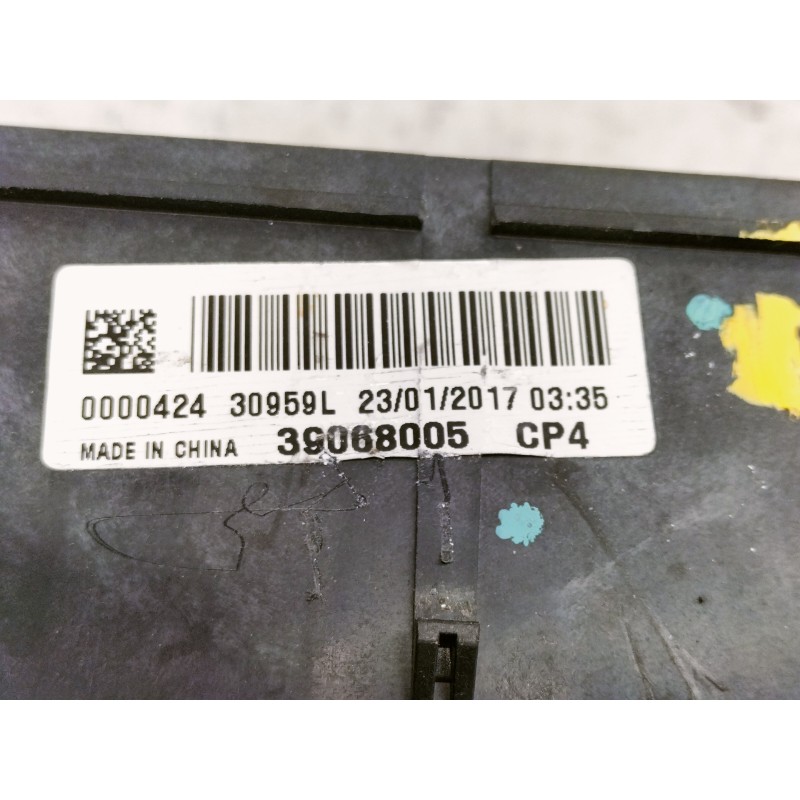 0000424 30959L 23/01/2017 03:35
MADE IN CHINA 39068005 CP4